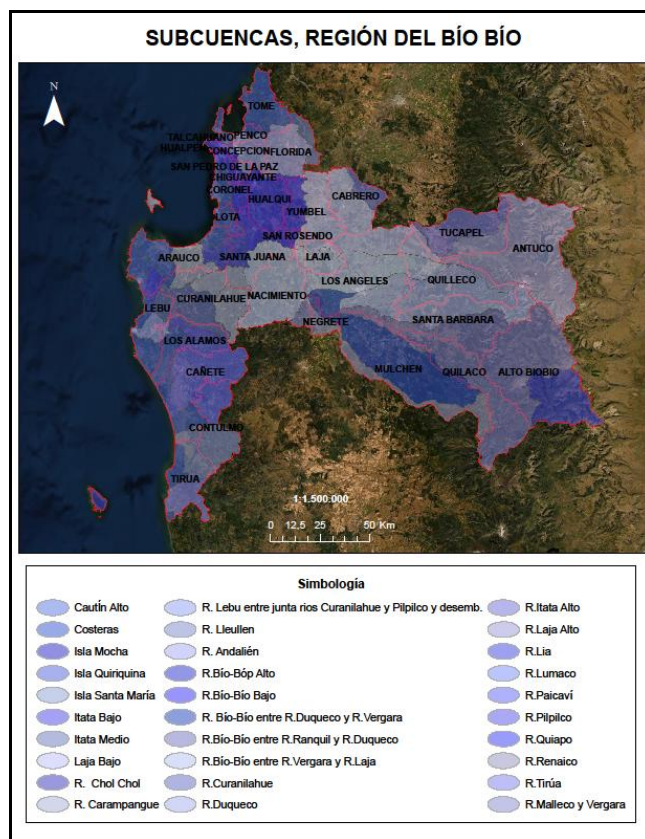 SUBCUENCAS, REGIÓN DEL BÍO BÍO
N
TOME
TALCAHUANO
PENCO
HUALPEN
CONCEPCION
FLORIDA
SAN PEDRO DE LA PAZ
CHIGUAYANTE
CORONEL
HUALQUI
CABRERO
LOTA
YUMBEL
TUCAPEL
SAN ROSENDO
ANTUCO
ARAUCO
SANTA JUANA
LAJA
LOS ANGELES
QUILLECO
CURANILAHUE
NACIMIENTO
LEBU
NEGRETE
SANTA BARBARA
LOS ALAMOS
CAÑETE
MULCHEN
QUILACO
ALTO BIOBIO
CONTULMO
TIRUA
1:1.500.000
0 12,5 25 50 Km
Simbología
Cautín Alto
Costeras
Isla Mocha
Isla Quiriquina
Isla Santa María
Itata Bajo
Itata Medio
Laja Bajo
R. Chol Chol
R. Carampangue
R. Lebu entre junta rios Curanilahue y Pilpilco y desemb.
R. Lleullen
R. Andalién
R.Bío-Bóp Alto
R.Bío-Bío Bajo
R. Bío-Bío entre R.Duqueco y R.Vergara
R.Bío-Bío entre R.Ranquil y R.Duqueco
R.Bío-Bío entre R.Vergara y R.Laja
R.Curanilahue
R.Duqueco
R.Itata Alto
R.Laja Alto
R.Lia
R.Lumaco
R.Paicaví
R.Pilpilco
R.Quiapo
R.Renaico
R.Tirúa
R.Malleco y Vergara